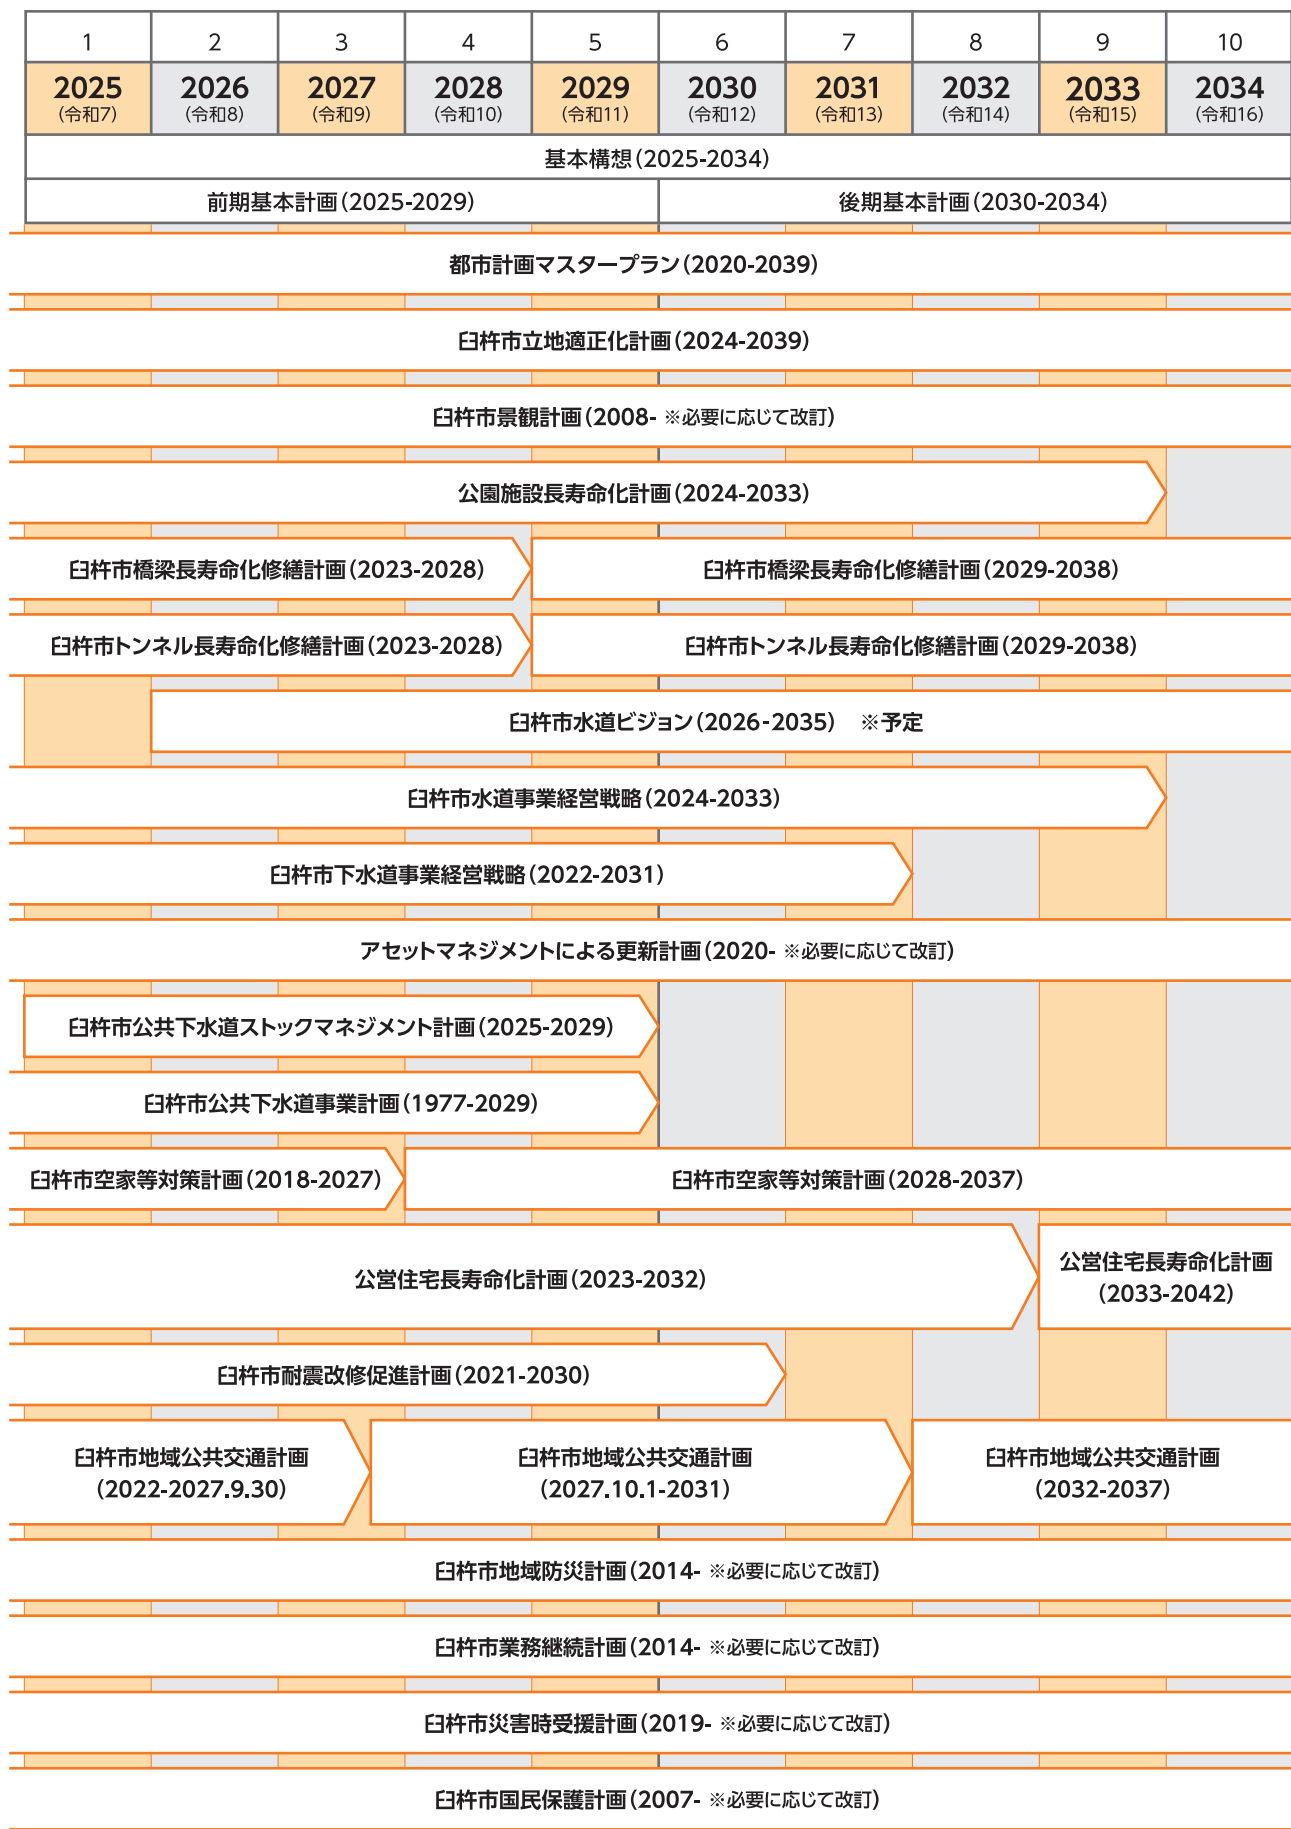 1 2 3 4 5 6 7 8 9 10
2025 2026 2027 2028 2029 2030 2031 2032 2033 2034
(令和7) (令和8) (令和9) (令和10) (令和11) (令和12) (令和13) (令和14) (令和15) (令和16)
基本構想(2025-2034)
前期基本計画(2025-2029) 後期基本計画(2030-2034)
都市計画マスタープラン(2020-2039)
臼杵市立地適正化計画(2024-2039)
臼杵市景観計画(2008- ※必要に応じて改訂)
公園施設長寿命化計画(2024-2033)
臼杵市橋梁長寿命化修繕計画(2023-2028) 臼杵市橋梁長寿命化修繕計画(2029-2038)
臼杵市トンネル長寿命化修繕計画(2023-2028) 臼杵市トンネル長寿命化修繕計画(2029-2038)
臼杵市水道ビジョン(2026-2035) ※予定
臼杵市水道事業経営戦略(2024-2033)
臼杵市下水道事業経営戦略(2022-2031)
アセットマネジメントによる更新計画(2020- ※必要に応じて改訂)
臼杵市公共下水道ストックマネジメント計画(2025-2029)
臼杵市公共下水道事業計画(1977-2029)
臼杵市空家等対策計画(2018-2027) 臼杵市空家等対策計画(2028-2037)
公営住宅長寿命化計画(2023-2032)
公営住宅長寿命化計画
(2033-2042)
臼杵市耐震改修促進計画(2021-2030)
臼杵市地域公共交通計画
(2022-2027.9.30)
臼杵市地域公共交通計画
(2027.10.1-2031)
臼杵市地域公共交通計画
(2032-2037)
臼杵市地域防災計画(2014- ※必要に応じて改訂)
臼杵市業務継続計画(2014- ※必要に応じて改訂)
臼杵市災害時受援計画(2019- ※必要に応じて改訂)
臼杵市国民保護計画(2007- ※必要に応じて改訂)